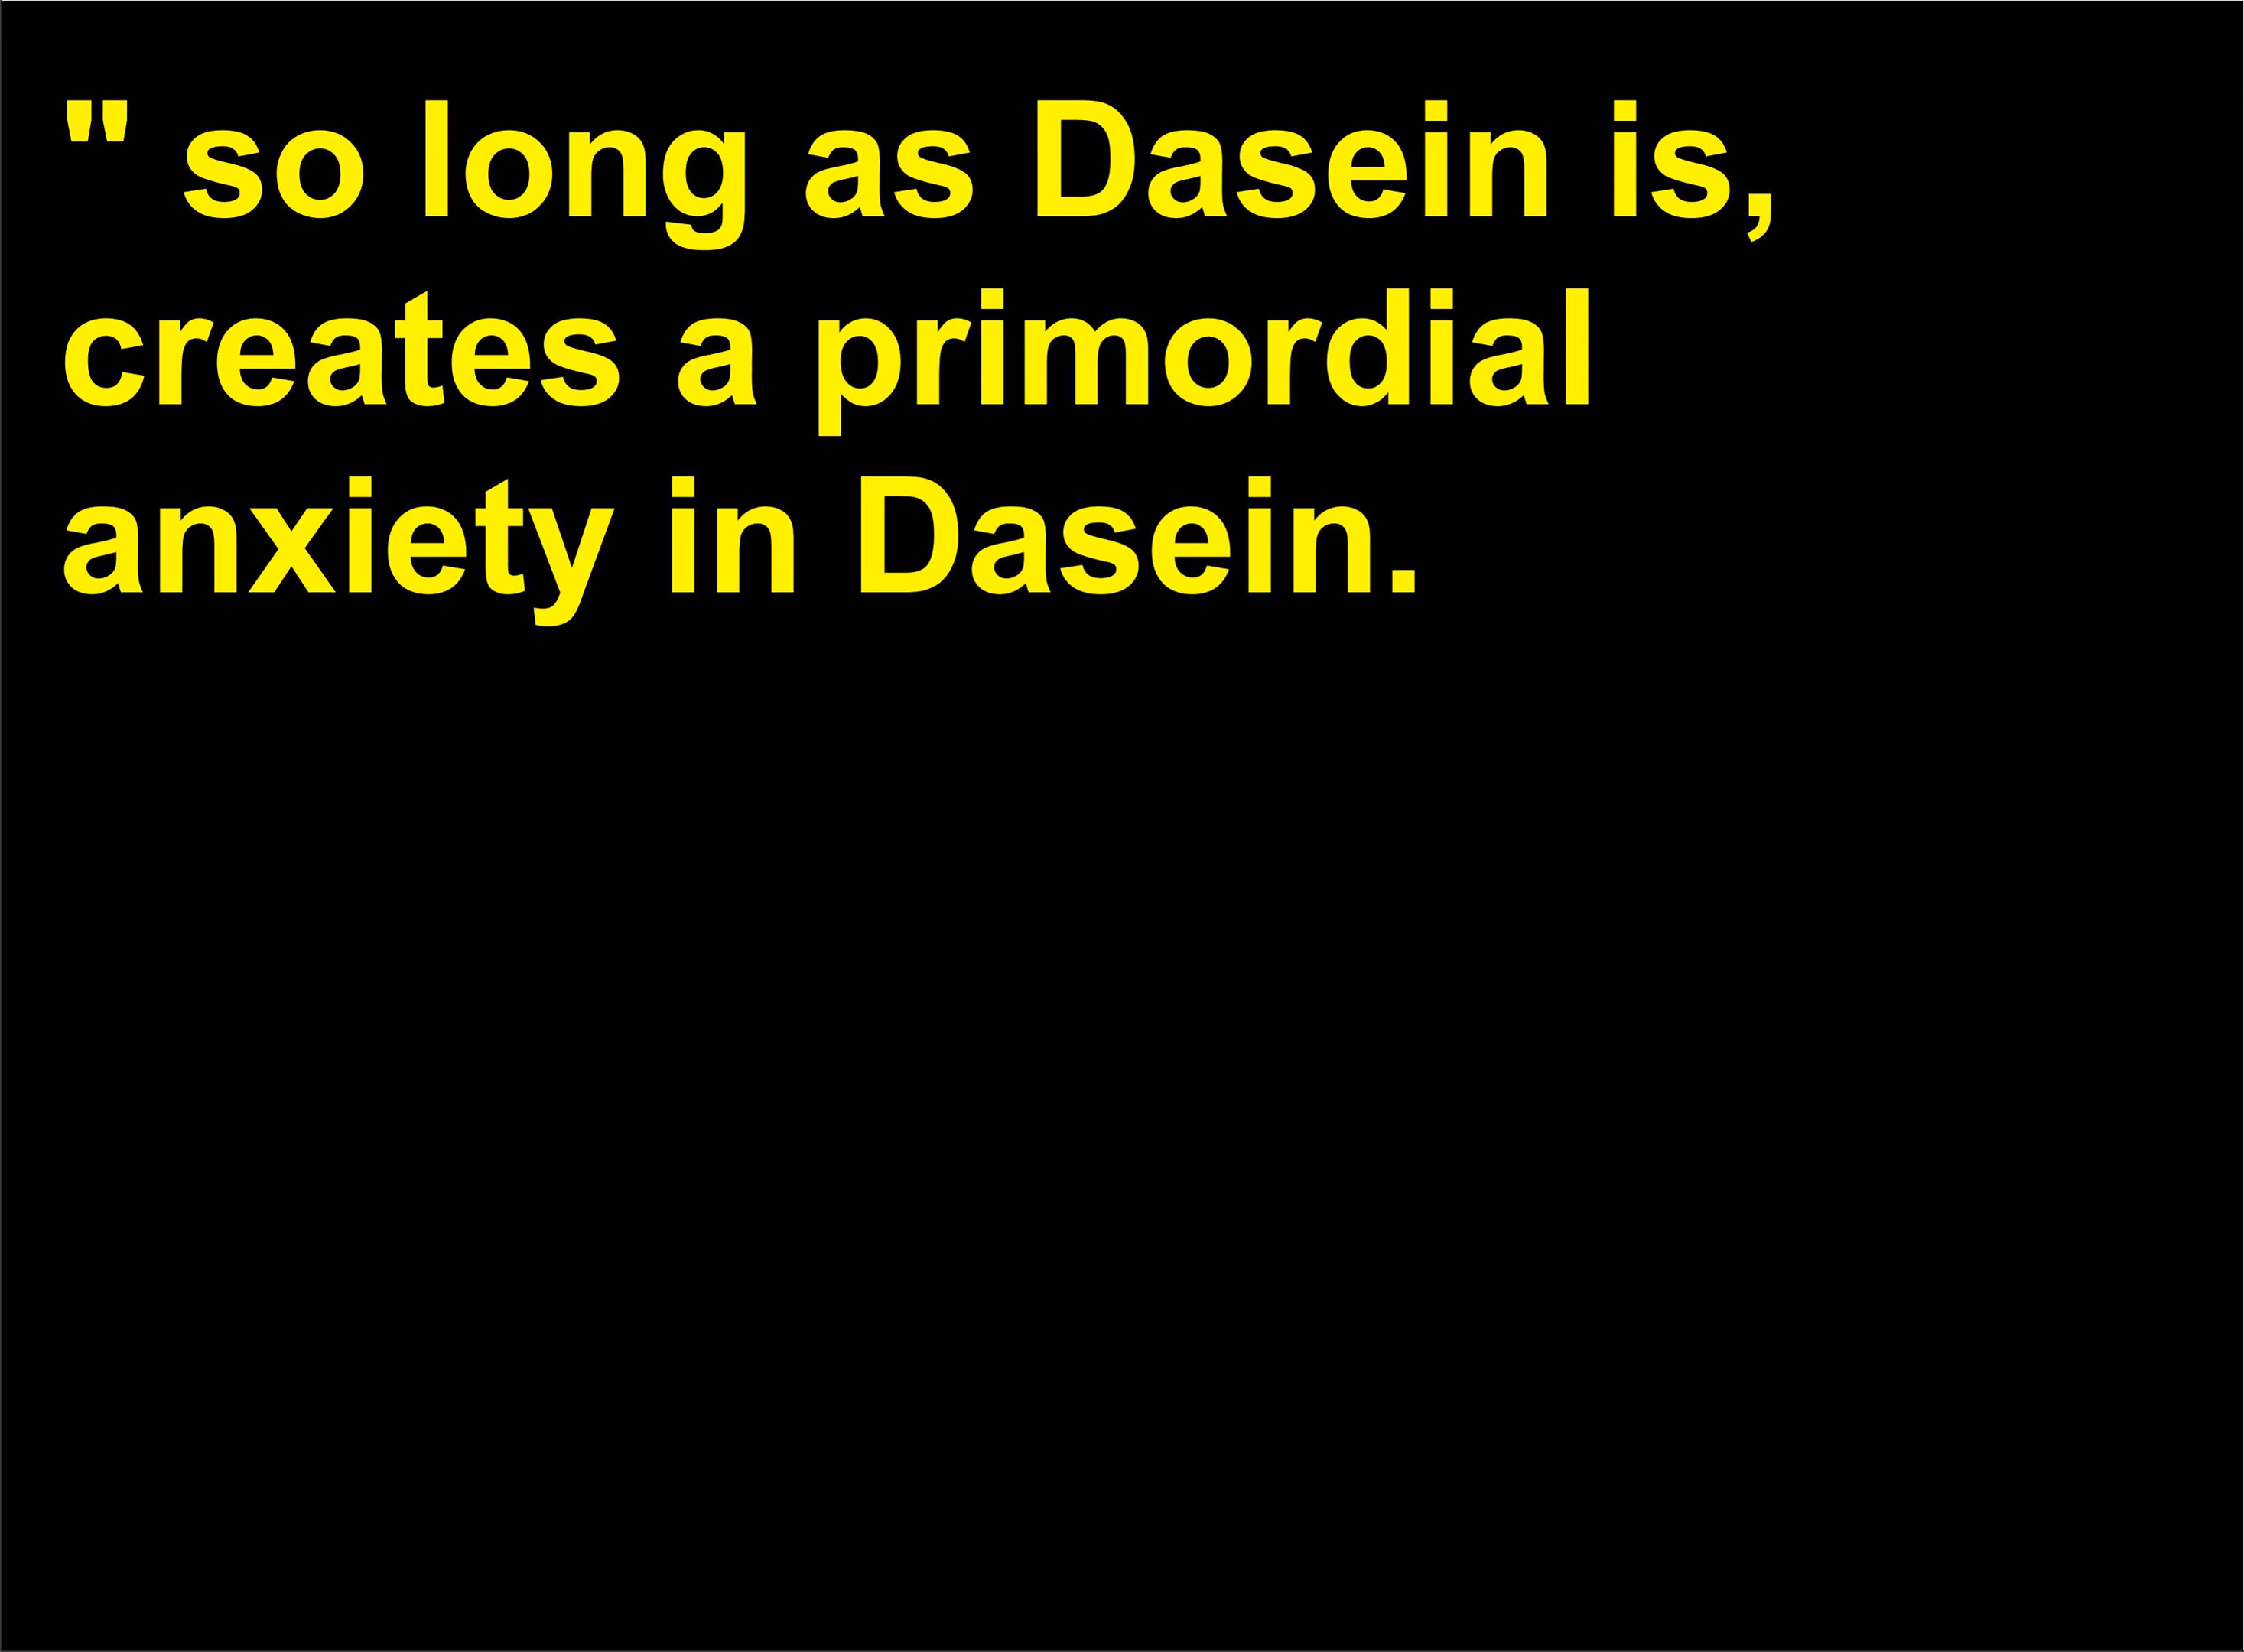 " so long as Dasein is,
creates a primordial
anxiety in Dasein.